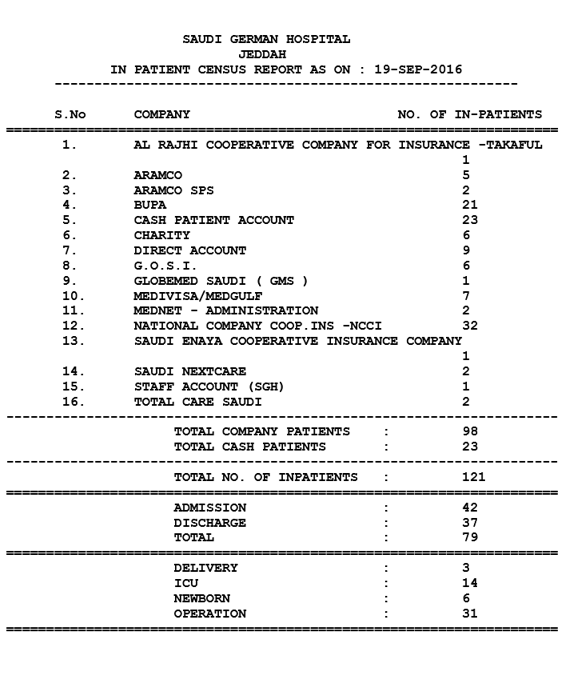 SAUDI GERMAN HOSPITAL
JEDDAH
IN PATIENT CENSUS REPORT AS ON : 19-SEP-2016
S.No COMPANY NO. OF IN-PATIENTS
1. AL RAJHI COOPERATIVE COMPANY FOR INSURANCE -TAKAFUL
1
2. ARAMCO 5
3. ARAMCO SPS 2
4. BUPA 21
5. CASH PATIENT ACCOUNT 23
6. CHARITY 6
7. DIRECT ACCOUNT 9
8. G.O.S.I. 6
9. GLOBEMED SAUDI ( GMS ) 1
10. MEDIVISA/MEDGULF 7
11. MEDNET - ADMINISTRATION 2
12. NATIONAL COMPANY COOP.INS -NCCI 32
13. SAUDI ENAYA COOPERATIVE INSURANCE COMPANY
1
14. SAUDI NEXTCARE 2
15. STAFF ACCOUNT (SGH) 1
16. TOTAL CARE SAUDI 2
TOTAL COMPANY PATIENTS : 98
TOTAL CASH PATIENTS : 23
TOTAL NO. OF INPATIENTS : 121
ADMISSION : 42
DISCHARGE : 37
TOTAL : 79
DELIVERY : 3
ICU : 14
NEWBORN : 6
OPERATION : 31